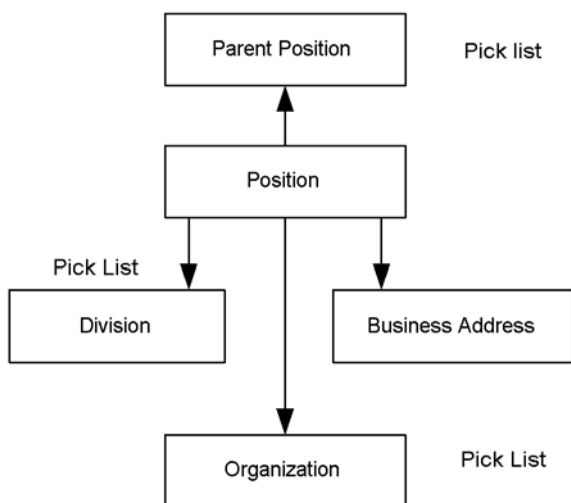 Parent Position
Pick list
Position
Pick List
Division
Business Address
Organization
Pick List